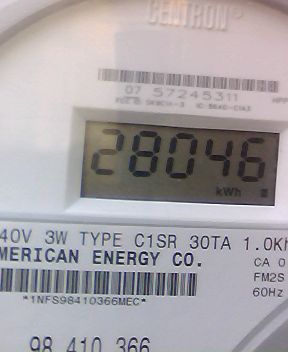 CENTRON®
07 57245311
28046
kWh
40V 3W TYPE C1SR 30TA 1.0Kh
MERICAN ENERGY CO.
CA 0
FM2S
60Hz
*1NFS98410366MEC*
98 410 366